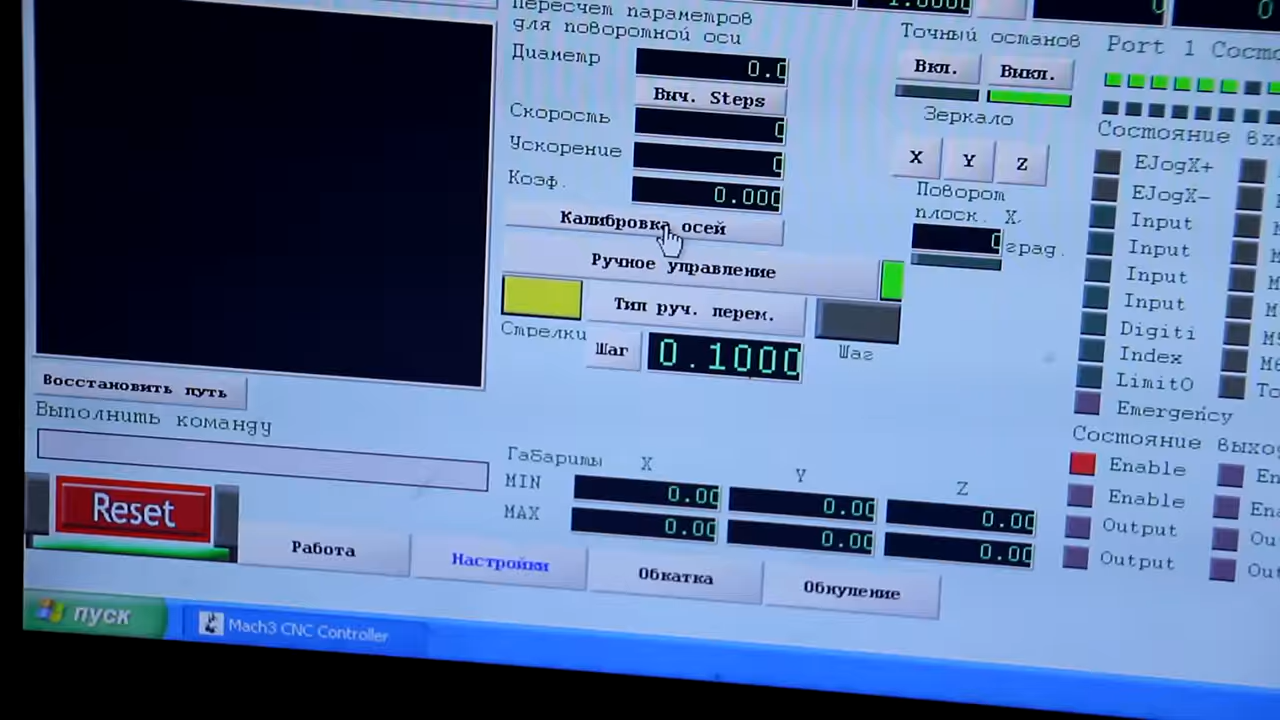 Пересчет параметров
для поворотной оси
Диаметр
0.0
Выч. Steps
Скорость
0
Ускорение
0
Коэф.
0.000
Калибровка осей
Ручное управление
Тип руч. перем.
Стрелки
Шаг
0.1000
Шаг
Точный останов
Вкл.
Выкл.
Зеркало
X
Y
Z
Поворот
плоск. X
0
град.
Port 1
Состояние
EJogX+
EJogX-
Input
Input
Input
Input
Digiti
Index
LimitO
Emergency
Состояние
Enable
Enable
Output
Output
Восстановить путь
Выполнить команду
Reset
Габариты
X
Y
Z
MIN
0.00
0.00
0.00
MAX
0.00
0.00
0.00
Работа
Настройки
Обкатка
Обнуление
пуск
Mach3 CNC Controller